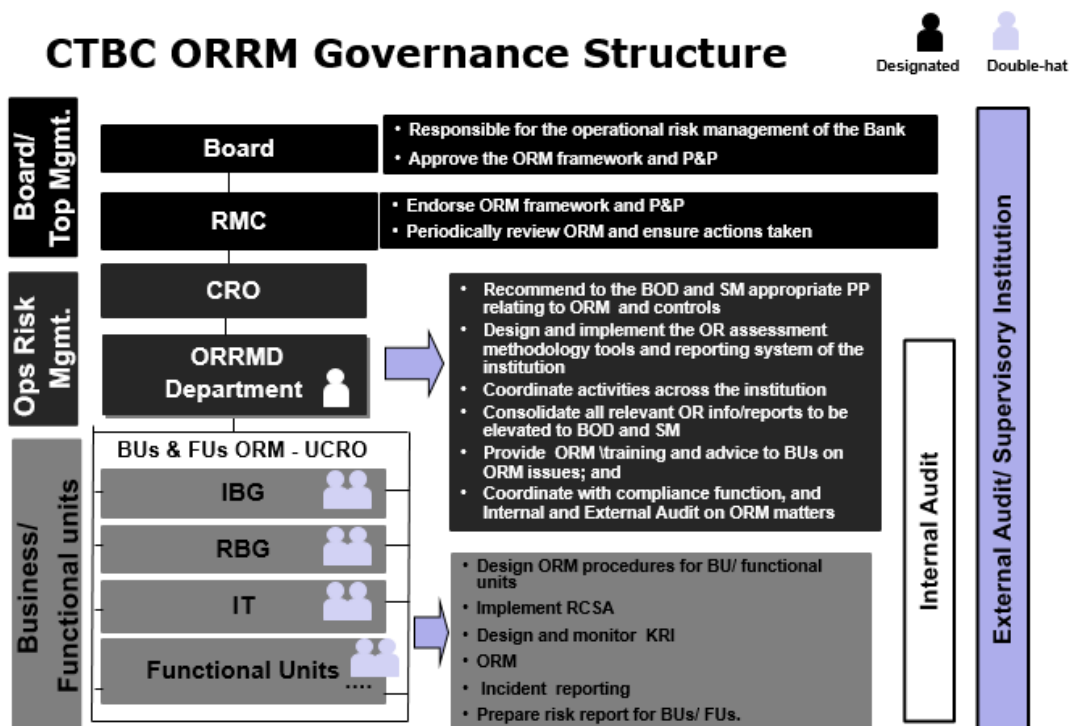 CTBC ORRM Governance Structure
Designated
Double-hat
Board/
Top Mgmt.
Board
• Responsible for the operational risk management of the Bank
• Approve the ORM framework and P&P
RMC
• Endorse ORM framework and P&P
• Periodically review ORM and ensure actions taken
Ops Risk
Mgmt.
CRO
ORRMD
Department
• Recommend to the BOD and SM appropriate PP
relating to ORM and controls
• Design and implement the OR assessment
methodology tools and reporting system of the
institution
• Coordinate activities across the institution
• Consolidate all relevant OR info/reports to be
elevated to BOD and SM
• Provide ORM \training and advice to BUs on
ORM issues; and
• Coordinate with compliance function, and
Internal and External Audit on ORM matters
Business/
Functional units
BUs & FUs ORM - UCRO
IBG
RBG
IT
Functional Units
....
• Design ORM procedures for BU/ functional
units
• Implement RCSA
• Design and monitor KRI
• ORM
• Incident reporting
• Prepare risk report for BUs/ FUs.
Internal Audit
External Audit/ Supervisory Institution